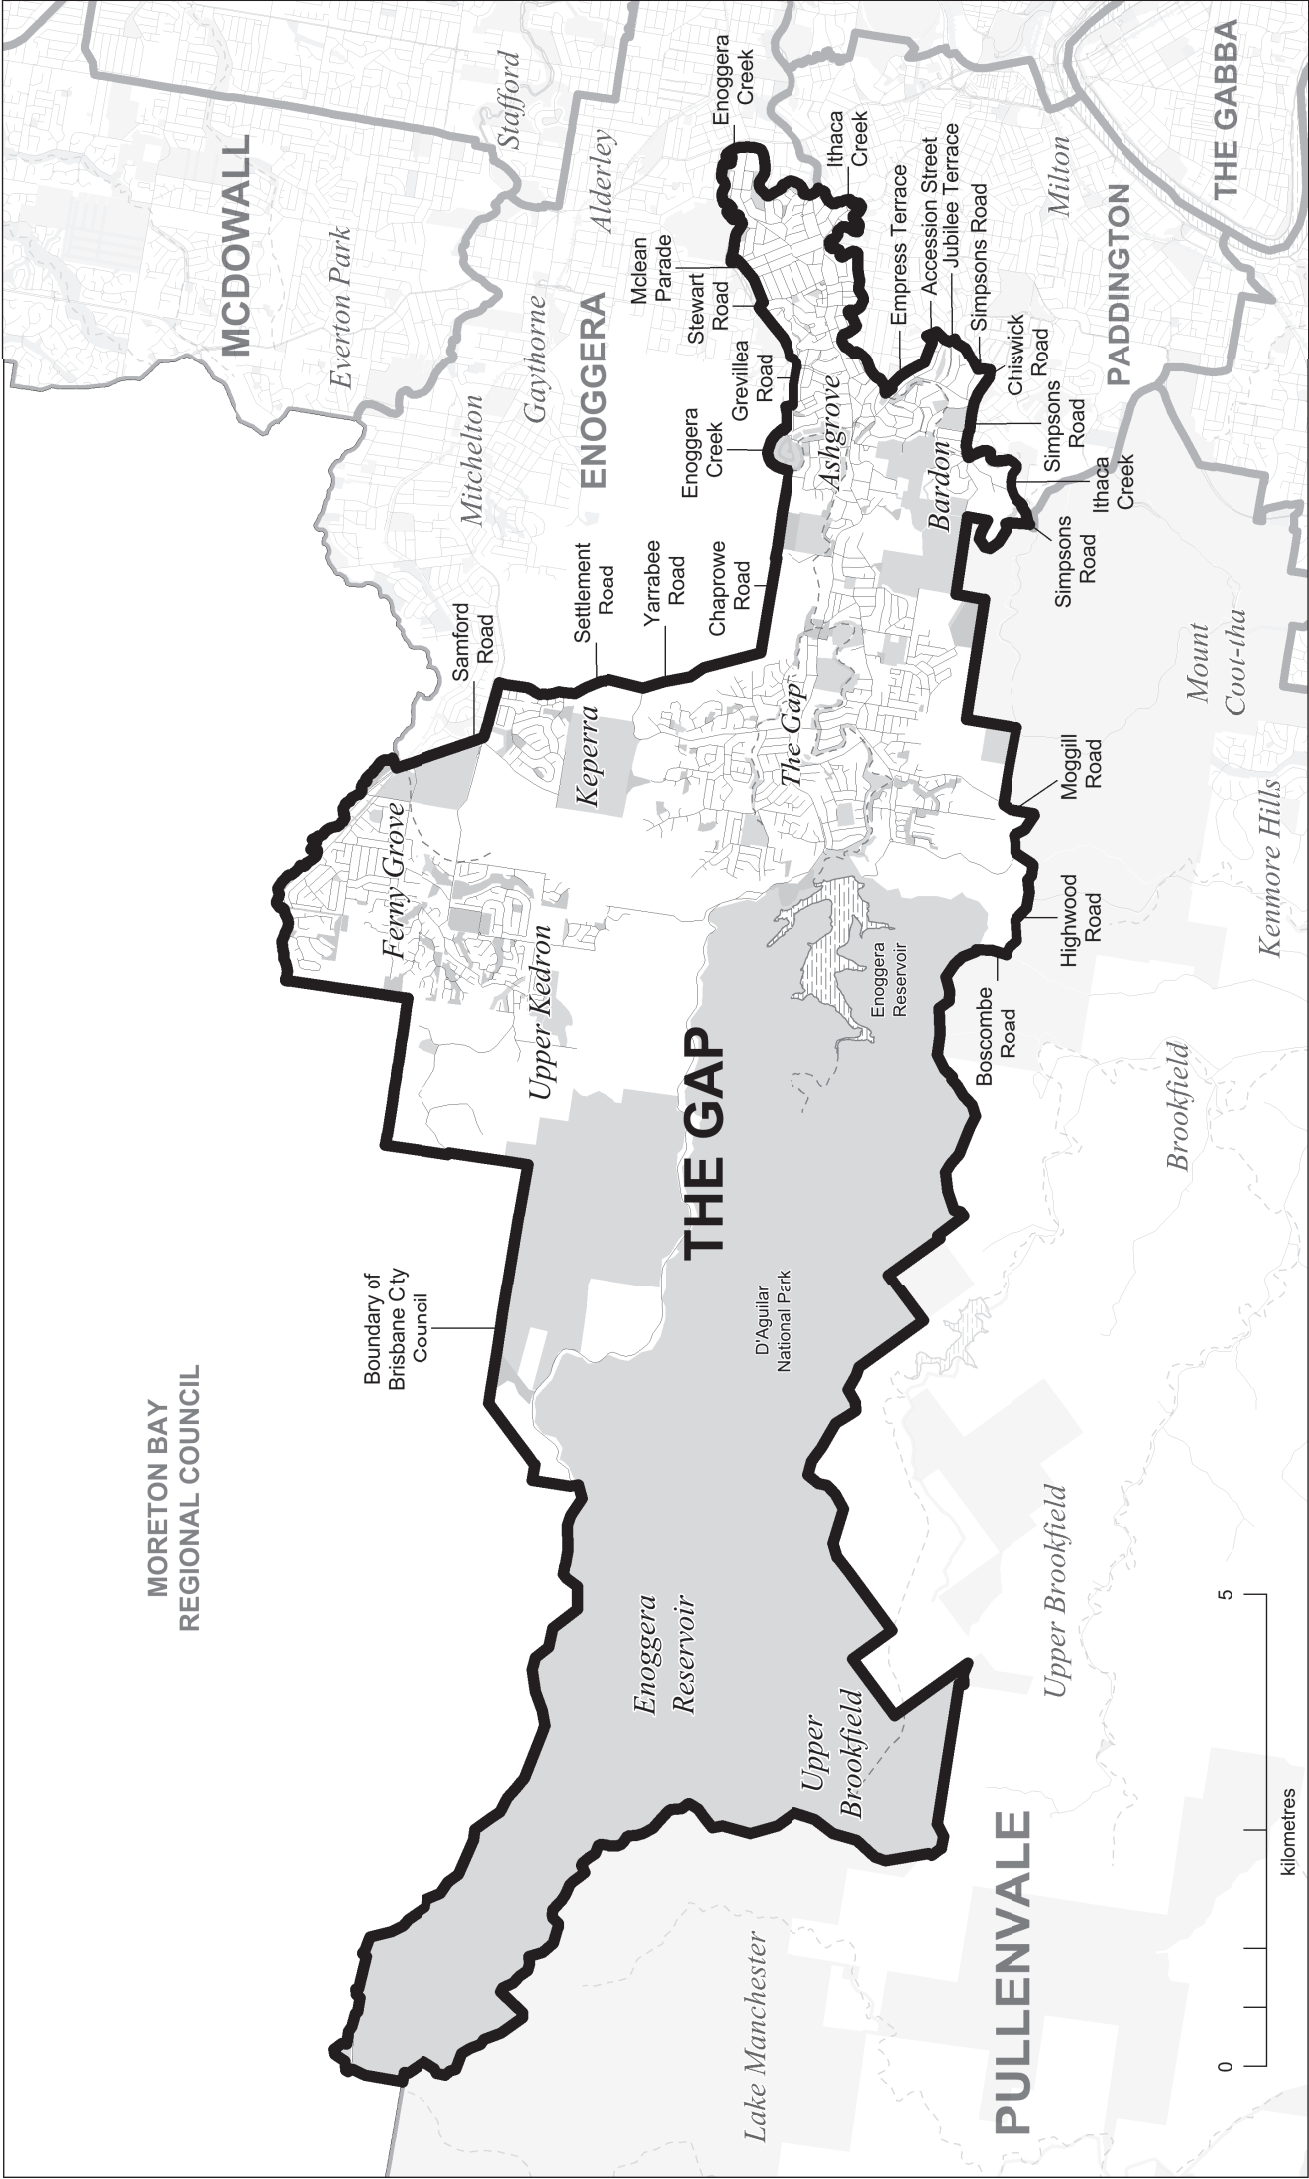 MORETON BAY
REGIONAL COUNCIL
MCDOWALL
Everton Park
Stafford
Boundary of
Brisbane Cty
Council
Ferny Grove
Samford
Road
Mitchelton
Gaythorne
ENOGGERA
Alderley
Upper Kedron
Keperra
Settlement
Road
Yarrabee
Road
Chaprowe
Road
Enoggera
Creek
Grevillea
Road
Stewart
Road
Mclean
Parade
Enoggera
Creek
Enoggera
Reservoir
THE GAP
The Gap
Ashgrove
Ithaca
Creek
D'Aguilar
National Park
Enoggera
Reservoir
Bardon
Empress Terrace
Accession Street
Jubilee Terrace
Simpsons Road
Chiswick
Road
Simpsons
Road
Ithaca
Creek
Simpsons
Road
Upper
Brookfield
Boscombe
Road
Highwood
Road
Moggill
Road
Milton
PADDINGTON
THE GABBA
Lake Manchester
PULLENVALE
Upper Brookfield
Brookfield
Kenmore Hills
Mount
Coot-tha
0
5
kilometres